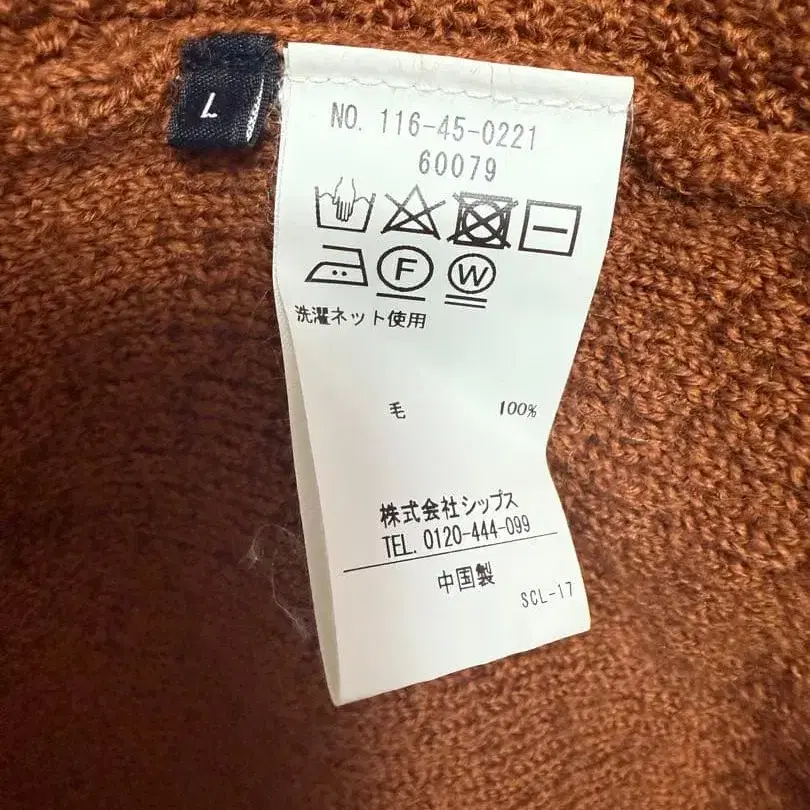 L
NO. 116-45-0221
60079
F W
洗濯ネット使用
毛 100%
株式会社シップス
TEL. 0120-444-099
中国製
SCL-17